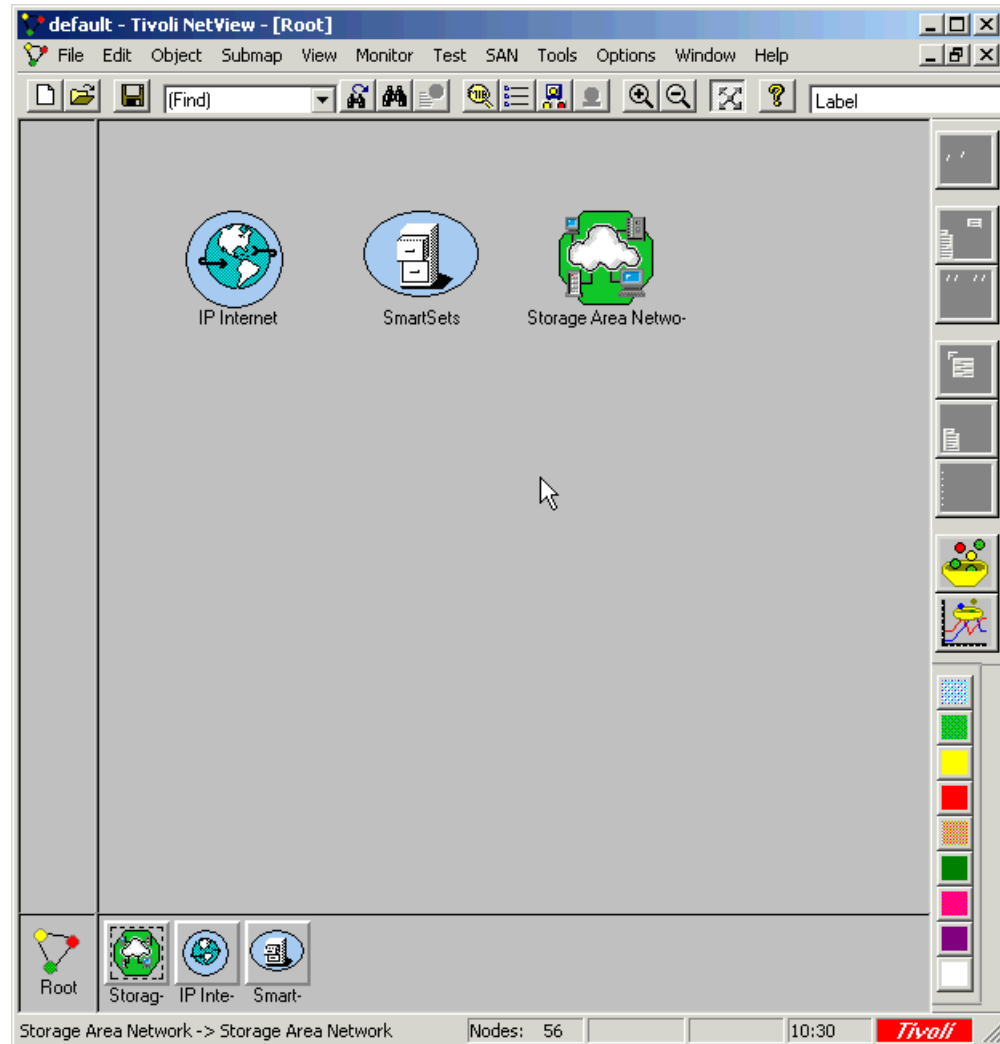 default - Tivoli NetView - [Root]
File Edit Object Submap View Monitor Test SAN Tools Options Window Help
(Find) MIB ? Label
IP Internet SmartSets Storage Area Netwo-
Root Storag- IP Inte- Smart-
Storage Area Network -> Storage Area Network Nodes: 56 10:30 Tivoli